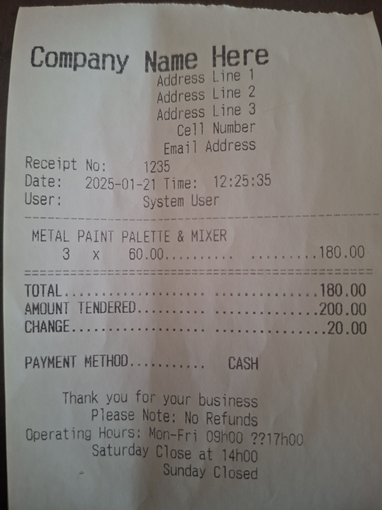 Company Name Here
Address Line 1
Address Line 2
Address Line 3
Cell Number
Email Address
Receipt No: 1235
Date: 2025-01-21 Time: 12:25:35
User: System User
METAL PAINT PALETTE & MIXER
3 x 60.00.......... ..............180.00
TOTAL...................... ..............180.00
AMOUNT TENDERED.......... ..............200.00
CHANGE..................... ...............20.00
PAYMENT METHOD........... CASH
Thank you for your business
Please Note: No Refunds
Operating Hours: Mon-Fri 09h00 ??17h00
Saturday Close at 14h00
Sunday Closed